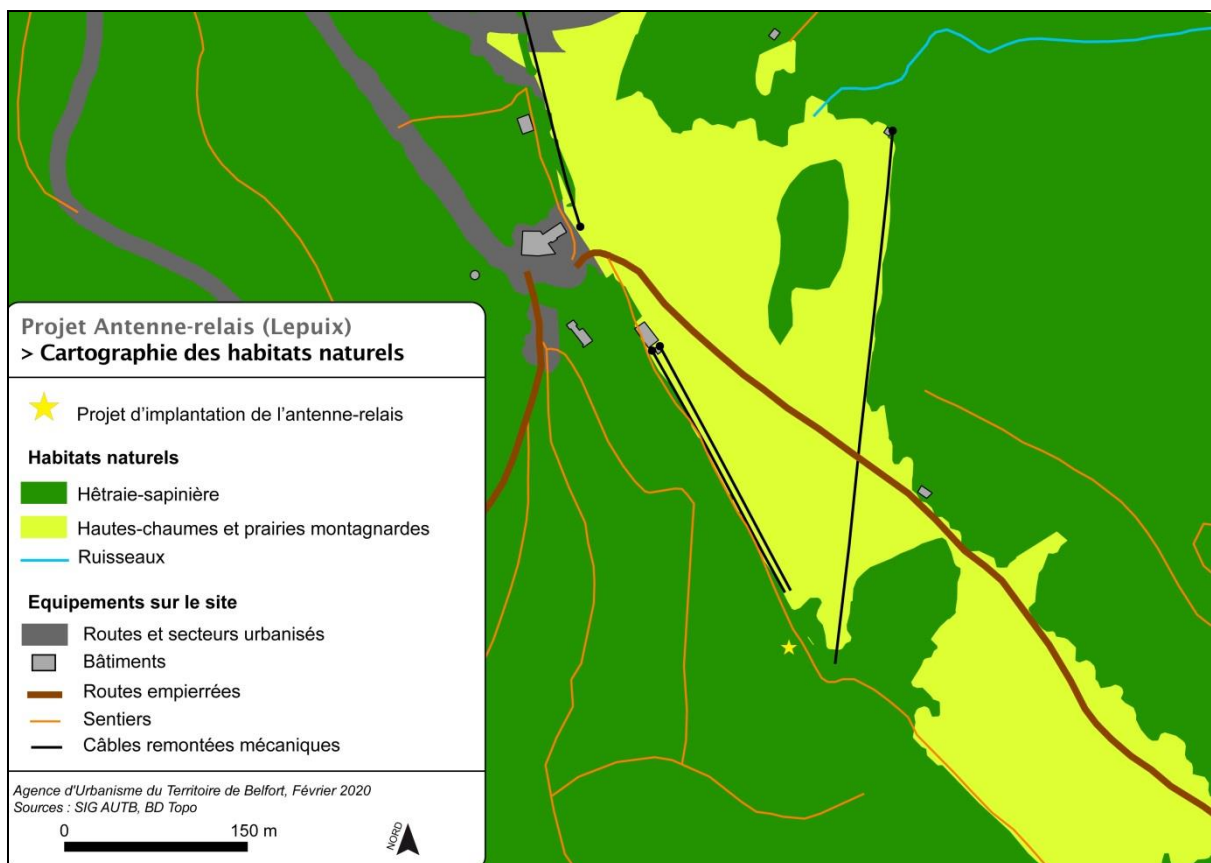 Projet Antenne-relais (Lepuix)
> Cartographie des habitats naturels
Projet d'implantation de l'antenne-relais
Habitats naturels
Hêtraie-sapinière
Hautes-chaumes et prairies montagnardes
Ruisseaux
Equipements sur le site
Routes et secteurs urbanisés
Bâtiments
Routes empierrées
Sentiers
Câbles remontées mécaniques
Agence d'Urbanisme du Territoire de Belfort, Février 2020
Sources : SIG AUTB, BD Topo
0 150 m
NORD